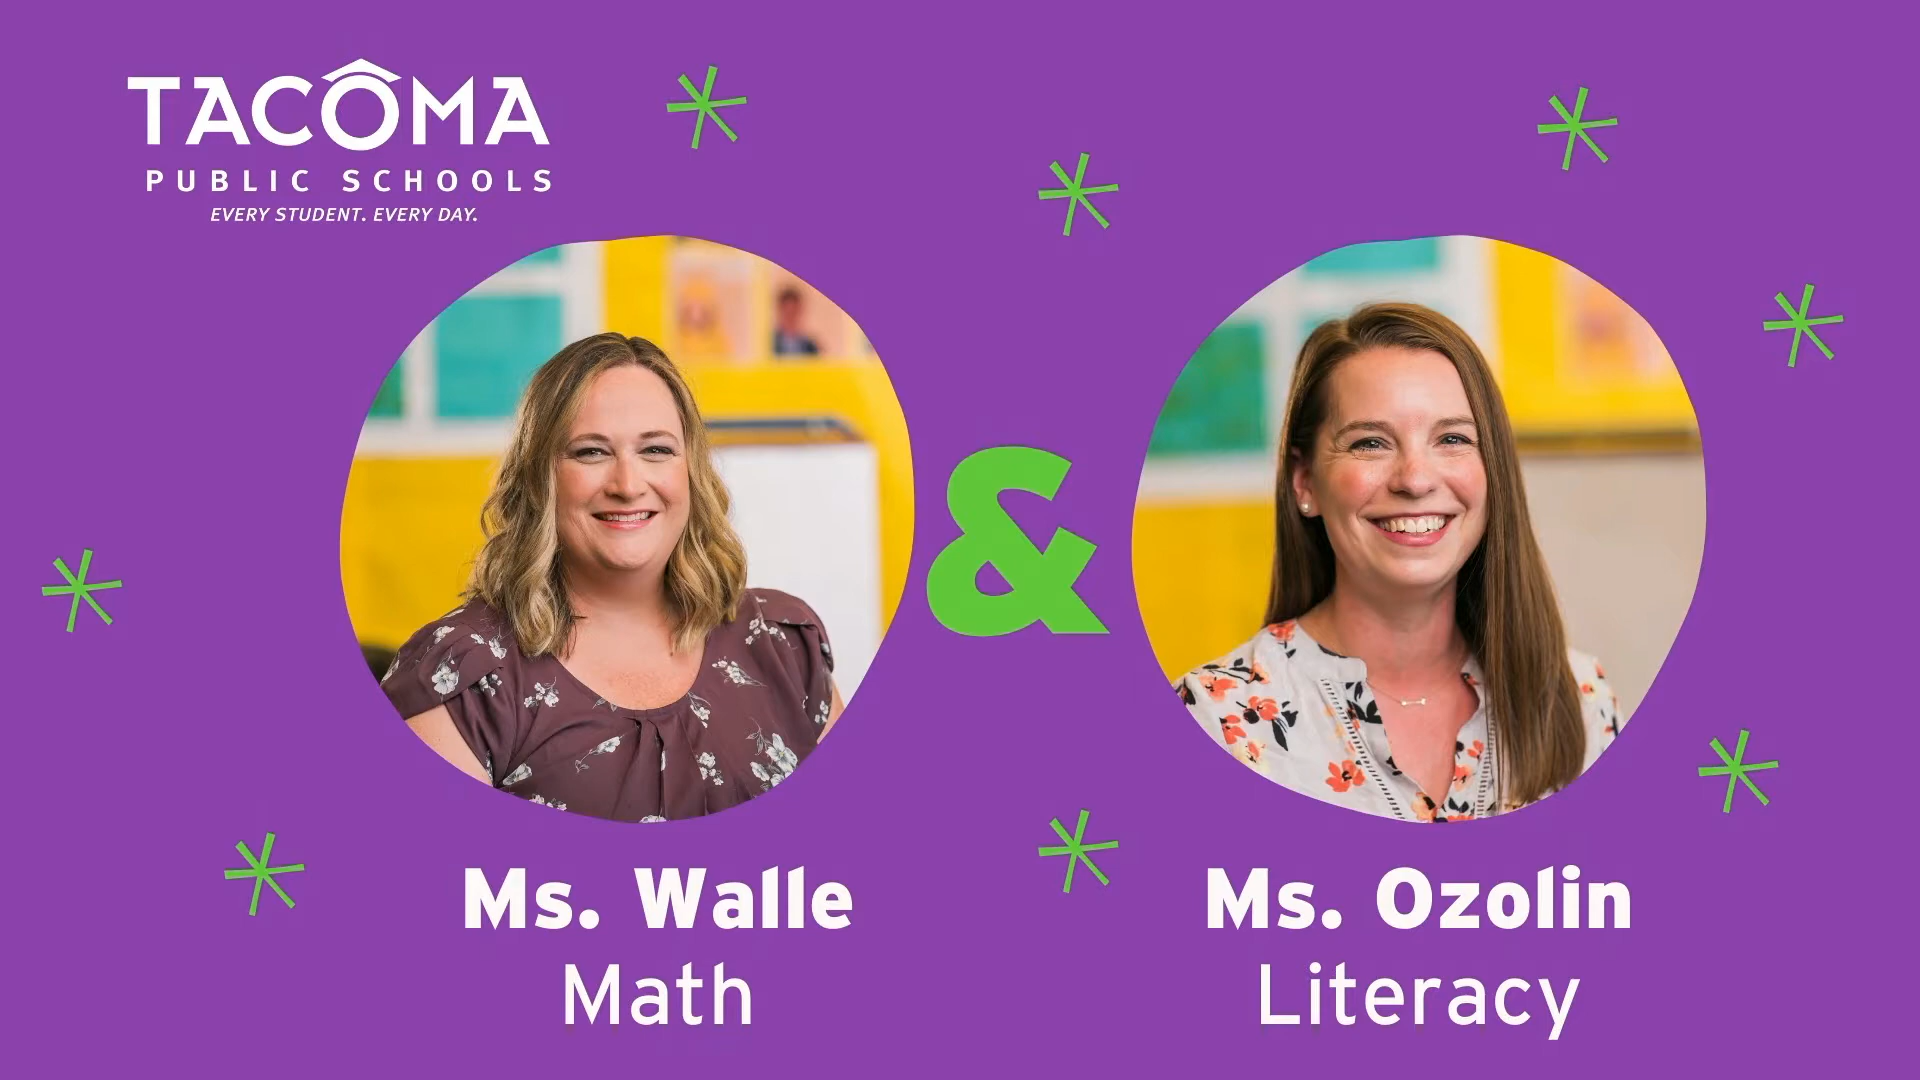 TACOMA
PUBLIC SCHOOLS
EVERY STUDENT. EVERY DAY.
&
Ms. Walle
Math
Ms. Ozolin
Literacy